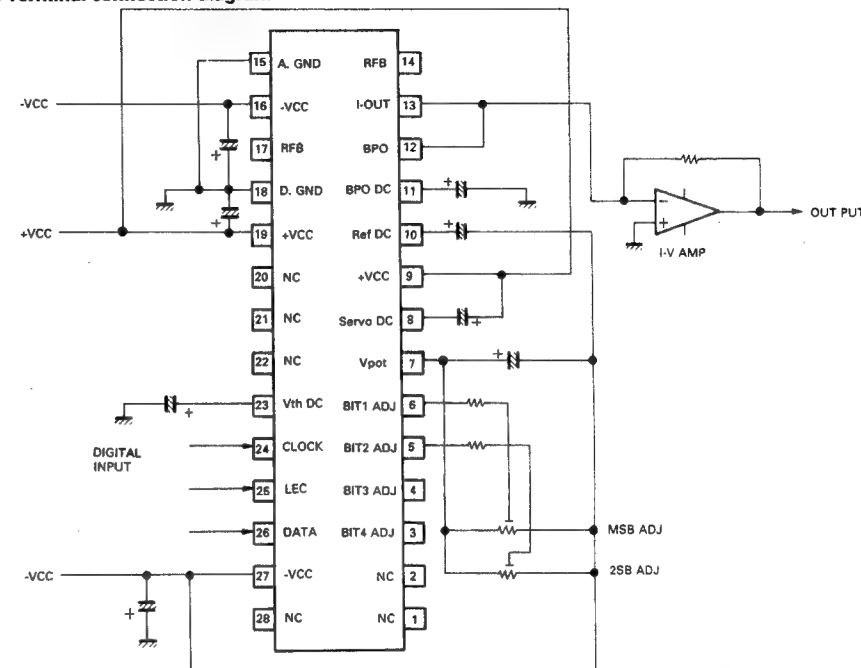 Terminal connection diagram
15 A. GND RFB 14
-VCC 16 -VCC I-OUT 13
17 RFB BPO 12
18 D. GND BPO DC 11
+VCC 19 +VCC Ref DC 10
OUT PUT
I-V AMP
20 NC +VCC 9
21 NC Servo DC 8
22 NC Vpot 7
23 Vth DC BIT1 ADJ 6
DIGITAL
INPUT
24 CLOCK BIT2 ADJ 5
25 LEC BIT3 ADJ 4
26 DATA BIT4 ADJ 3
MSB ADJ
2SB ADJ
-VCC 27 -VCC NC 2
28 NC NC 1